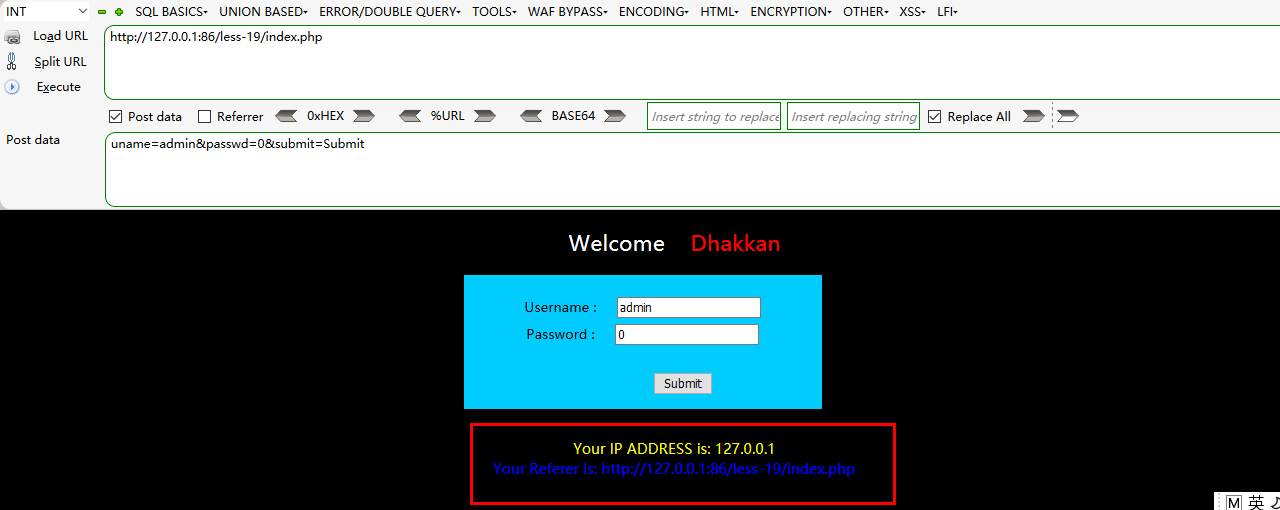 INT SQL BASICS UNION BASED ERROR/DOUBLE QUERY TOOLS WAF BYPASS ENCODING HTML ENCRYPTION OTHER XSS LFI
Load URL http://127.0.0.1:86/less-19/index.php
Split URL
Execute
Post data Referrer 0xHEX %URL BASE64 Insert string to replace Insert replacing string Replace All
Post data uname=admin&passwd=0&submit=Submit
Welcome Dhakkan
Username : admin
Password : 0
Submit
Your IP ADDRESS is: 127.0.0.1
Your Referer is: http://127.0.0.1:86/less-19/index.php
M 英